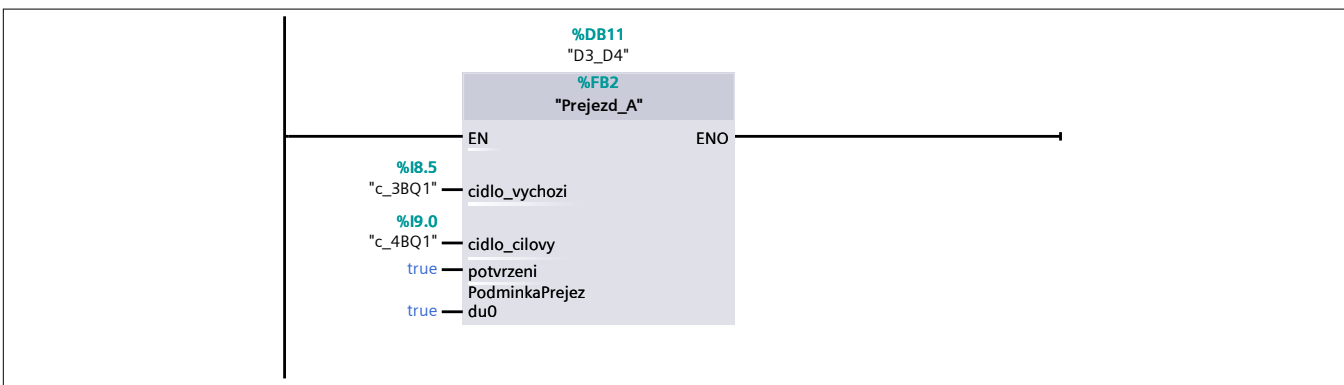 %DB11
"D3_D4"
%FB2
"Prejezd_A"
EN ENO
%I8.5
"c_3BQ1" cidlo_vychozi
%I9.0
"c_4BQ1" cidlo_cilovy
true potvrzeni
PodminkaPrejez
true du0